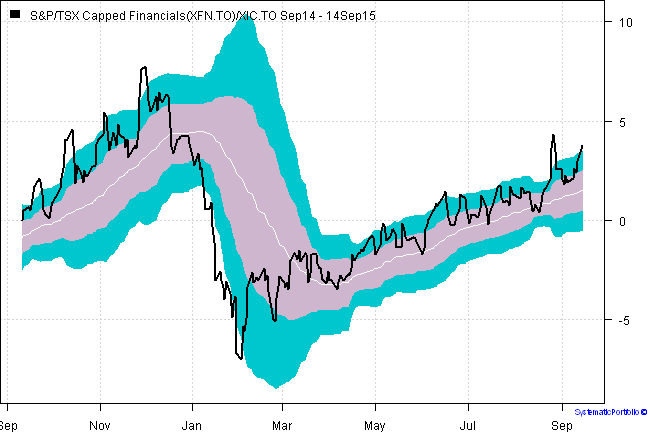 S&P/TSX Capped Financials(XFN.TO)/XIC.TO Sep14 - 14Sep15
10
5
0
-5
Sep Nov Jan Mar May Jul Sep
SystematicPortfolio ©